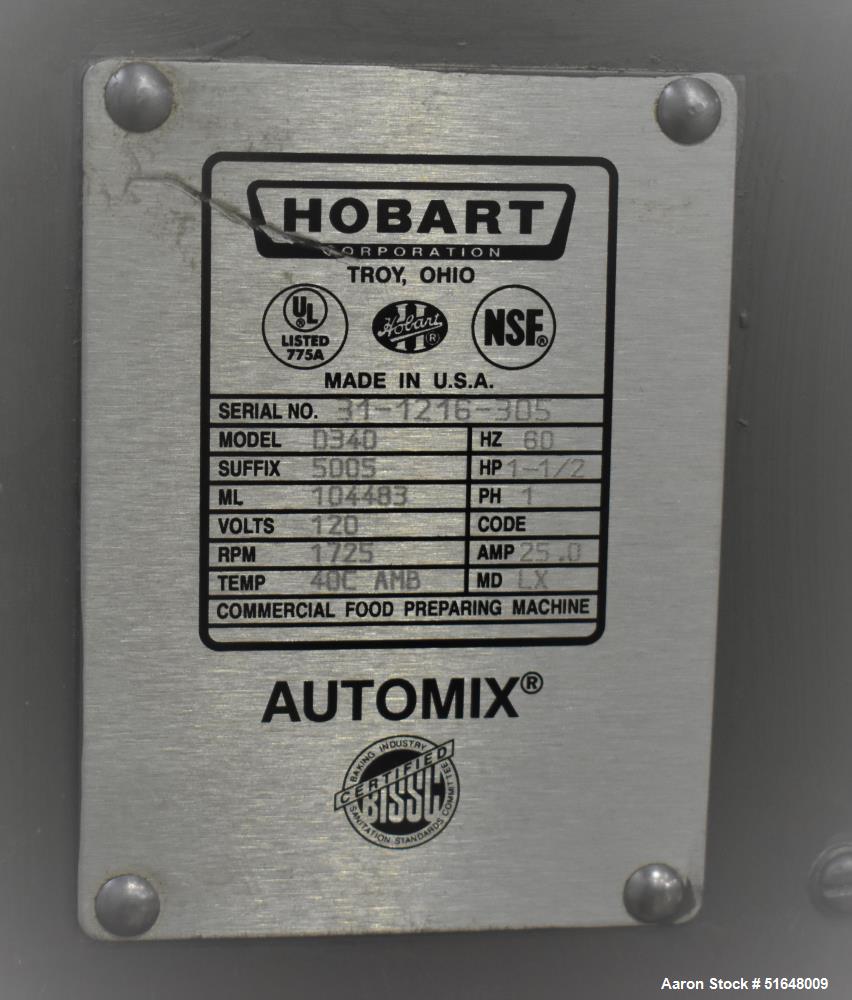 HOBART
CORPORATION
TROY, OHIO
UL®
LISTED
775A
Hobart
H
(R)
NSF®
MADE IN U.S.A.
SERIAL NO. 31-1216-305
MODEL D340 HZ 60
SUFFIX 5005 HP 1-1/2
ML 104483 PH 1
VOLTS 120 CODE
RPM 1725 AMP 25.0
TEMP 40C AMB MD LX
COMMERCIAL FOOD PREPARING MACHINE
AUTOMIX®
BAKING INDUSTRY
CERTIFIED
BISSC
SANITATION STANDARDS COMMITTEE
Aaron Stock # 51648009